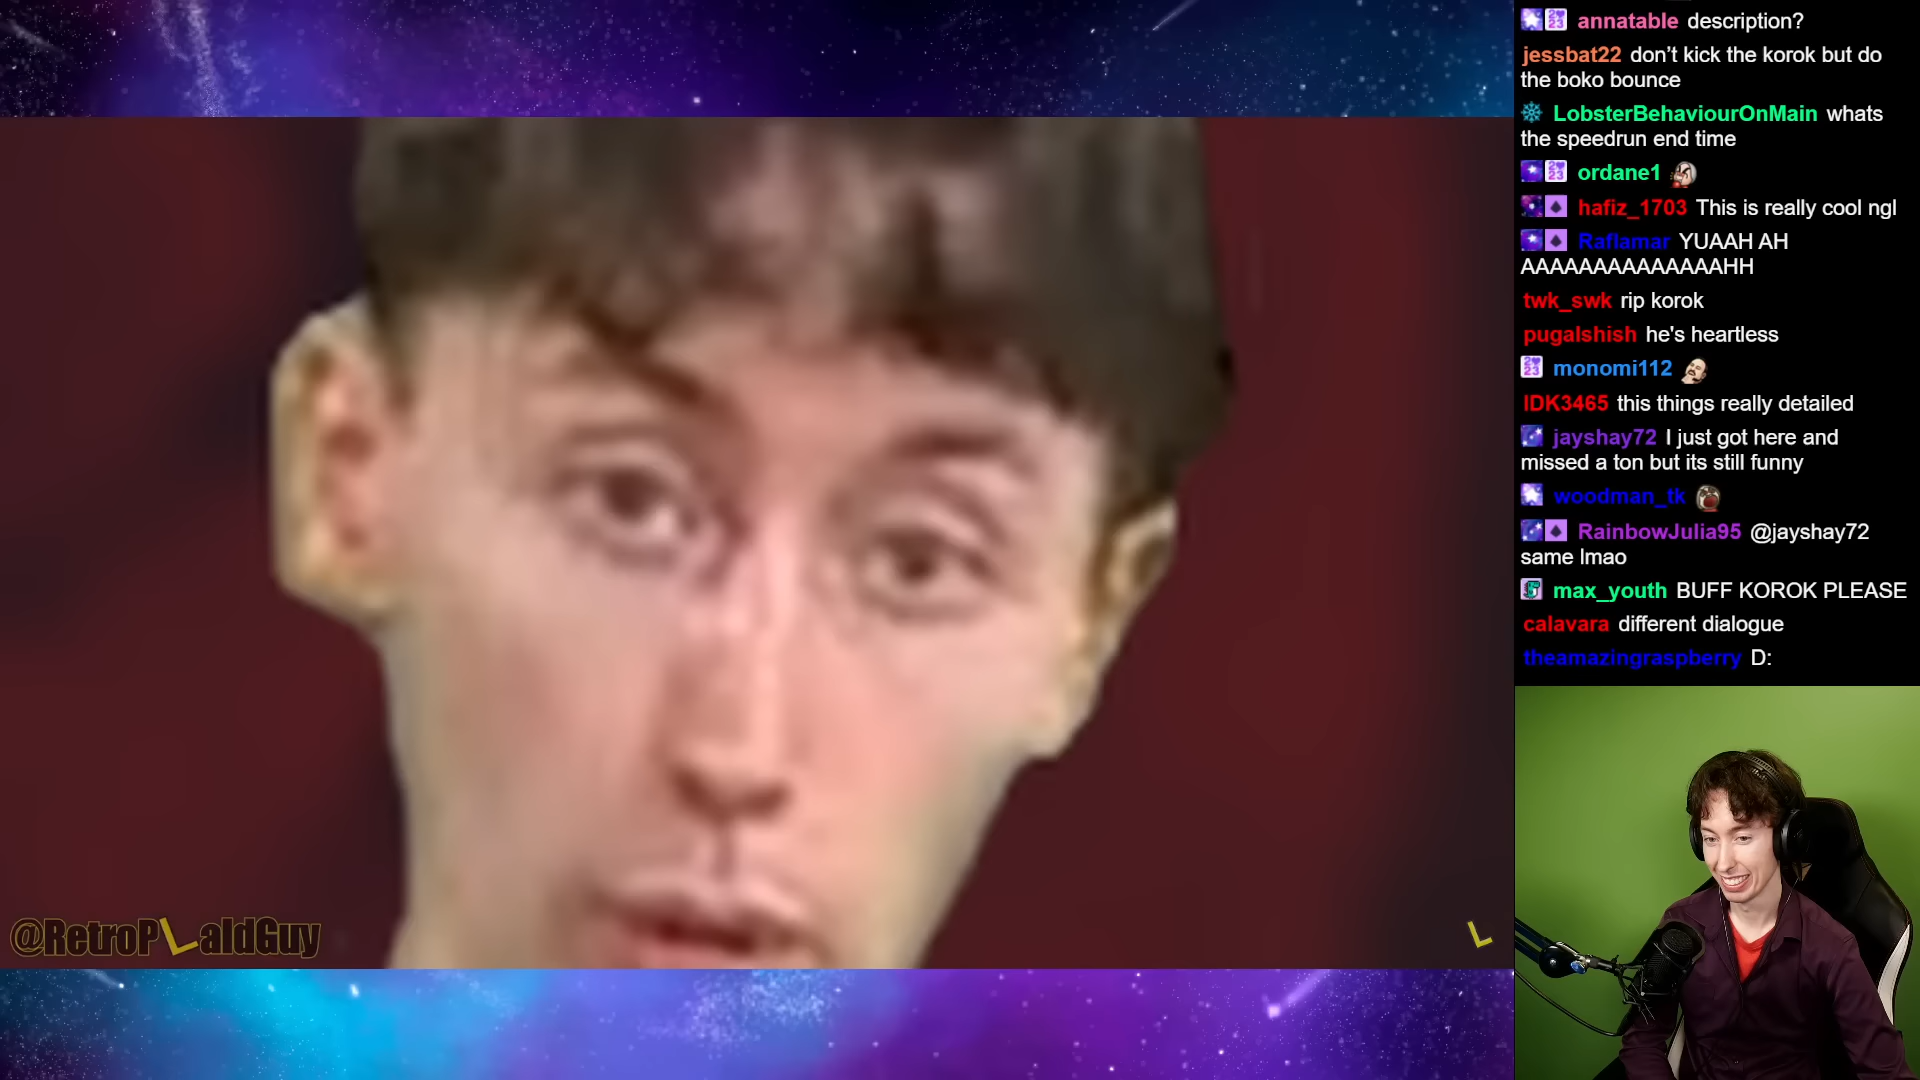 annatable description?
jessbat22 don't kick the korok but do
the boko bounce
LobsterBehaviourOnMain whats
the speedrun end time
ordane1
hafiz_1703 This is really cool ngl
Raflamar YUAAH AH
AAAAAAAAAAAAAAHH
twk_swk rip korok
pugalshish he's heartless
monomi112
IDK3465 this things really detailed
jayshay72 I just got here and
missed a ton but its still funny
woodman_tk
RainbowJulia95 @jayshay72
same lmao
max_youth BUFF KOROK PLEASE
calavara different dialogue
theamazingraspberry D:
@RetroPLaldGuy
L